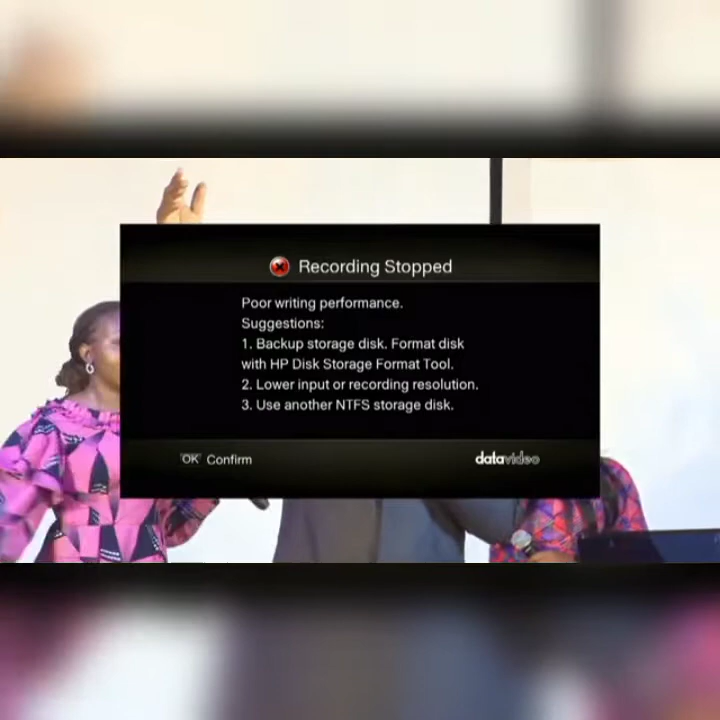 Recording Stopped
Poor writing performance.
Suggestions:
1. Backup storage disk. Format disk
with HP Disk Storage Format Tool.
2. Lower input or recording resolution.
3. Use another NTFS storage disk.
OK Confirm
datavideo